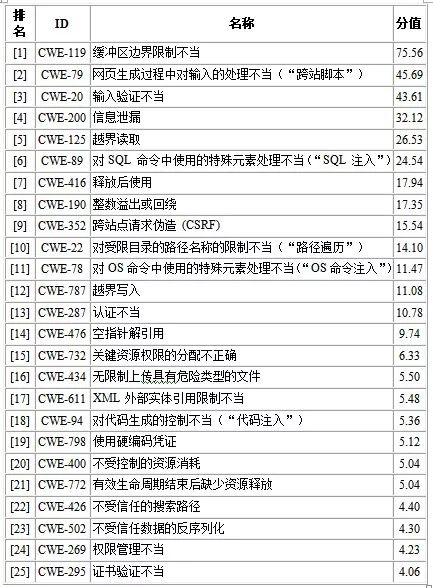 排名 ID 名称 分值
[1] CWE-119 缓冲区边界限制不当 75.56
[2] CWE-79 网页生成过程中对输入的处理不当（“跨站脚本”） 45.69
[3] CWE-20 输入验证不当 43.61
[4] CWE-200 信息泄漏 32.12
[5] CWE-125 越界读取 26.53
[6] CWE-89 对SQL 命令中使用的特殊元素处理不当（“SQL 注入”） 24.54
[7] CWE-416 释放后使用 17.94
[8] CWE-190 整数溢出或回绕 17.35
[9] CWE-352 跨站点请求伪造 (CSRF) 15.54
[10] CWE-22 对受限目录的路径名称的限制不当（“路径遍历”） 14.10
[11] CWE-78 对OS 命令中使用的特殊元素处理不当（“OS命令注入”） 11.47
[12] CWE-787 越界写入 11.08
[13] CWE-287 认证不当 10.78
[14] CWE-476 空指针解引用 9.74
[15] CWE-732 关键资源权限的分配不正确 6.33
[16] CWE-434 无限制上传具有危险类型的文件 5.50
[17] CWE-611 XML 外部实体引用限制不当 5.48
[18] CWE-94 对代码生成的控制不当（“代码注入”） 5.36
[19] CWE-798 使用硬编码凭证 5.12
[20] CWE-400 不受控制的资源消耗 5.04
[21] CWE-772 有效生命周期结束后缺少资源释放 5.04
[22] CWE-426 不受信任的搜索路径 4.40
[23] CWE-502 不受信任数据的反序列化 4.30
[24] CWE-269 权限管理不当 4.23
[25] CWE-295 证书验证不当 4.06